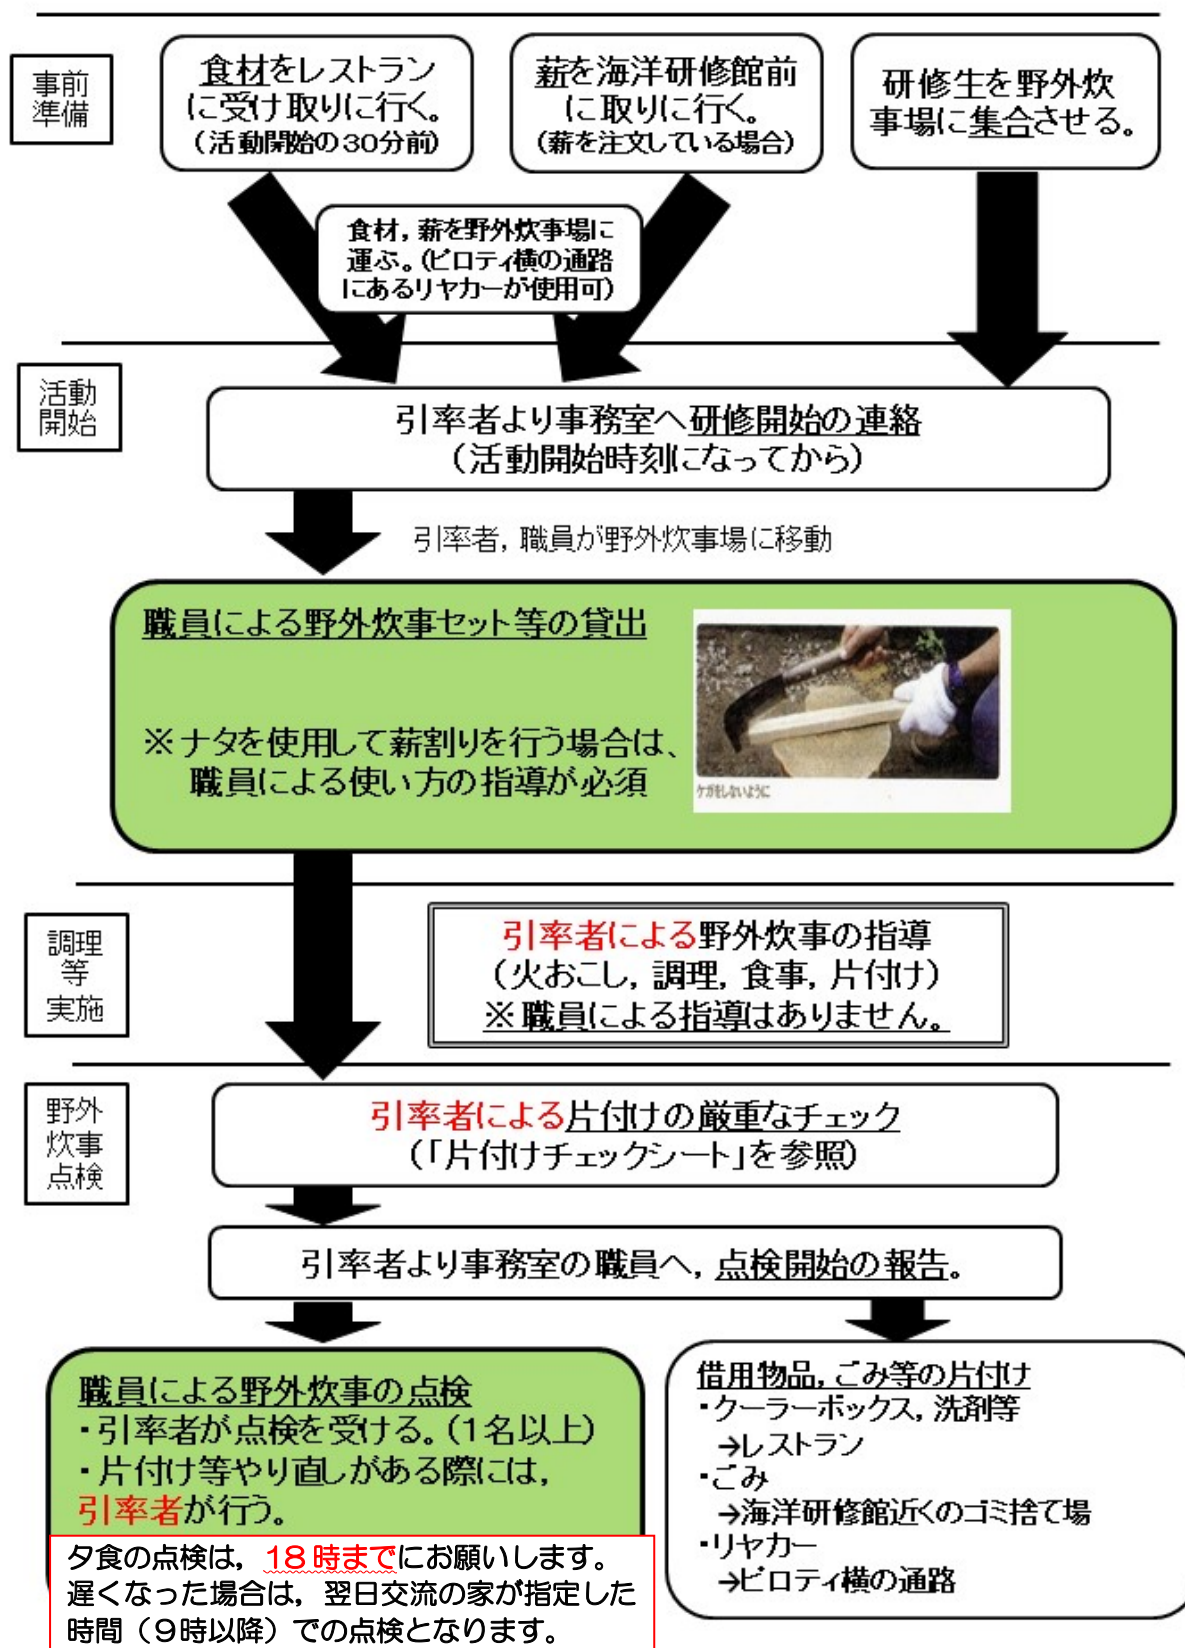 事前
準備
食材をレストラン
に受け取りに行く。
(活動開始の30分前)
薪を海洋研修館前
に取りに行く。
(薪を注文している場合)
研修生を野外炊
事場に集合させる。
食材，薪を野外炊事場に
運ぶ。(ピロティ横の通路
にあるリヤカーが使用可)
活動
開始
引率者より事務室へ研修開始の連絡
(活動開始時刻になってから)
引率者，職員が野外炊事場に移動
職員による野外炊事セット等の貸出
※ナタを使用して薪割りを行う場合は、
職員による使い方の指導が必須
ケガをしないように
調理
等
実施
引率者による野外炊事の指導
(火おこし，調理，食事，片付け)
※職員による指導はありません。
野外
炊事
点検
引率者による片付けの厳重なチェック
(「片付けチェックシート」を参照)
引率者より事務室の職員へ，点検開始の報告。
職員による野外炊事の点検
・引率者が点検を受ける。(1名以上)
・片付け等やり直しがある際には，
引率者が行う。
夕食の点検は，18時までにお願いします。
遅くなった場合は，翌日交流の家が指定した
時間（9時以降）での点検となります。
借用物品，ごみ等の片付け
・クーラーボックス，洗剤等
→レストラン
・ごみ
→海洋研修館近くのゴミ捨て場
・リヤカー
→ピロティ横の通路